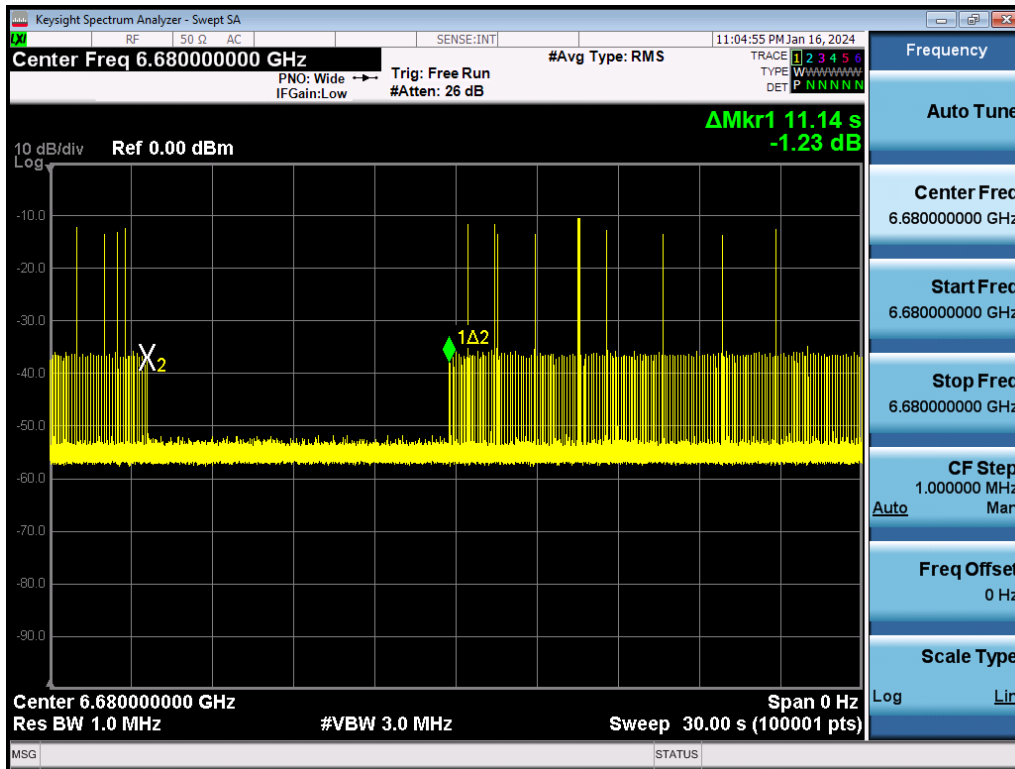 Keysight Spectrum Analyzer - Swept SA
LXI RF 50 Ω AC SENSE:INT 11:04:55 PM Jan 16, 2024
Center Freq 6.680000000 GHz
PNO: Wide
IFGain:Low
Trig: Free Run
#Atten: 26 dB
#Avg Type: RMS
TRACE 1 2 3 4 5 6
TYPE W W W W W W
DET P N N N N N
ΔMkr1 11.14 s
-1.23 dB
10 dB/div Ref 0.00 dBm
Log
-10.0
-20.0
-30.0
-40.0
-50.0
-60.0
-70.0
-80.0
-90.0
X2
1Δ2
Center 6.680000000 GHz Span 0 Hz
Res BW 1.0 MHz #VBW 3.0 MHz Sweep 30.00 s (100001 pts)
MSG STATUS
Frequency
Auto Tune
Center Freq
6.680000000 GHz
Start Freq
6.680000000 GHz
Stop Freq
6.680000000 GHz
CF Step
1.000000 MHz
Auto Man
Freq Offset
0 Hz
Scale Type
Log Lin